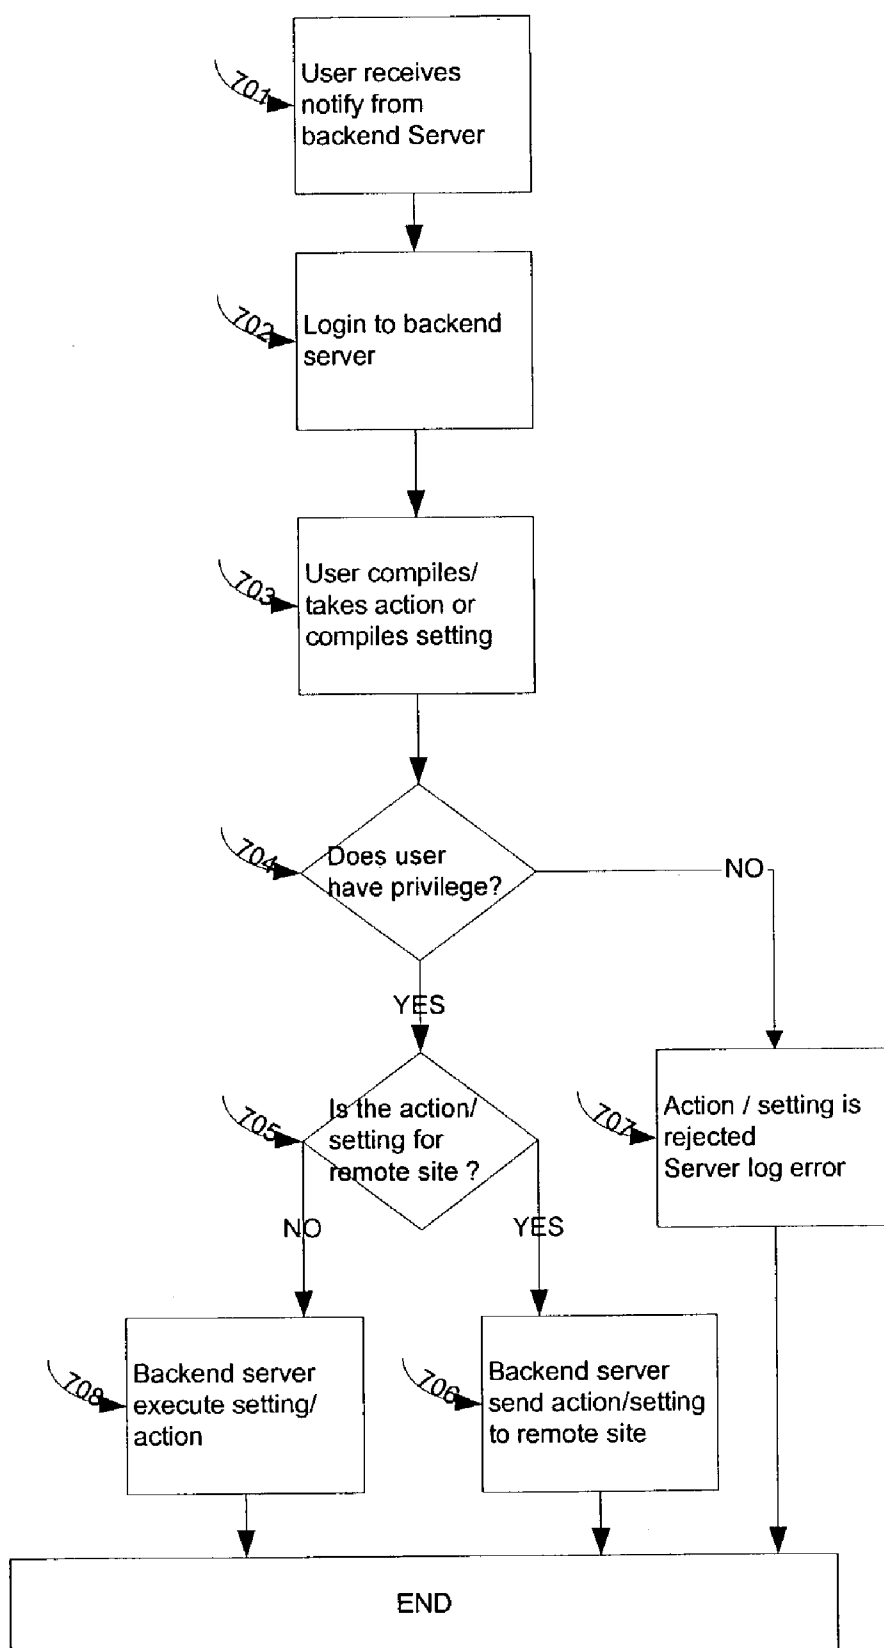 701
User receives
notify from
backend Server
702
Login to backend
server
703
User compiles/
takes action or
compiles setting
704
Does user
have privilege?
NO
YES
705
Is the action/
setting for
remote site ?
707
Action / setting is
rejected
Server log error
NO
YES
708
Backend server
execute setting/
action
706
Backend server
send action/setting
to remote site
END